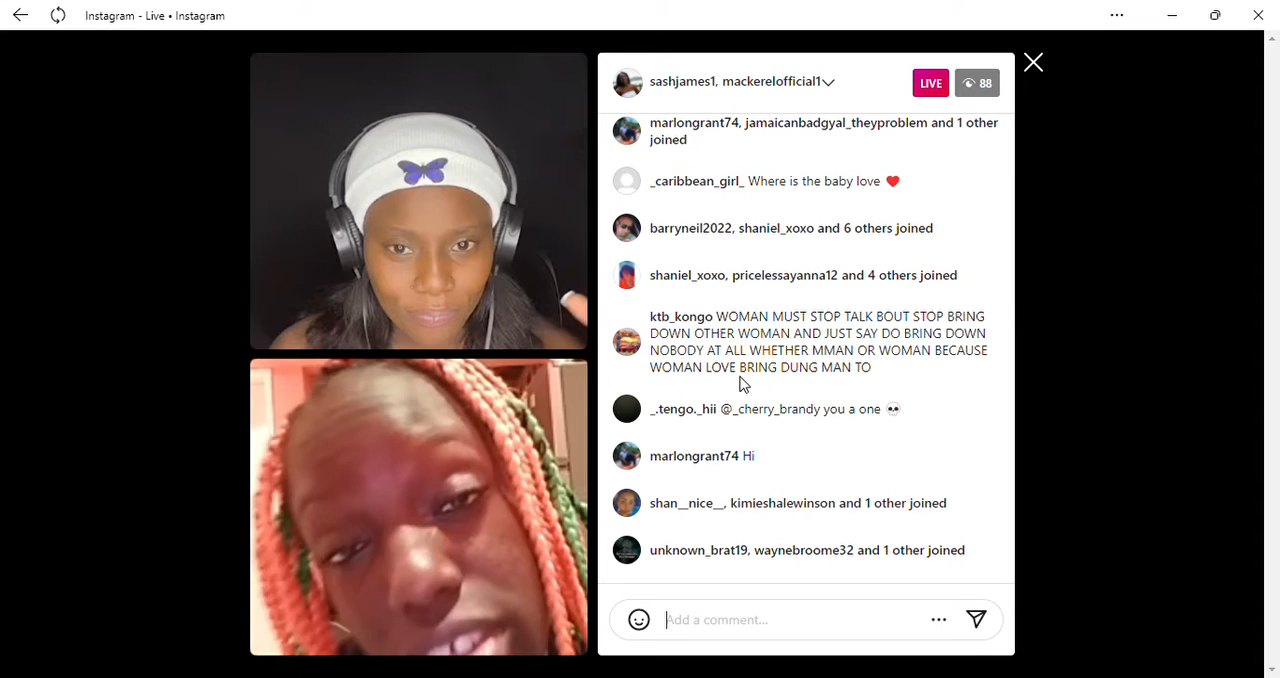 Instagram - Live • Instagram
sashjames1, mackerelofficial1
LIVE
88
marlongrant74, jamaicanbadgyal_theyproblem and 1 other
joined
_caribbean_girl_ Where is the baby love ❤️
barryneil2022, shaniel_xoxo and 6 others joined
shaniel_xoxo, pricelessayanna12 and 4 others joined
ktb_kongo WOMAN MUST STOP TALK BOUT STOP BRING
DOWN OTHER WOMAN AND JUST SAY DO BRING DOWN
NOBODY AT ALL WHETHER MMAN OR WOMAN BECAUSE
WOMAN LOVE BRING DUNG MAN TO
_.tengo._hii @_cherry_brandy you a one 💀
marlongrant74 Hi
shan__nice__, kimieshalewinson and 1 other joined
unknown_brat19, waynebroome32 and 1 other joined
Add a comment...